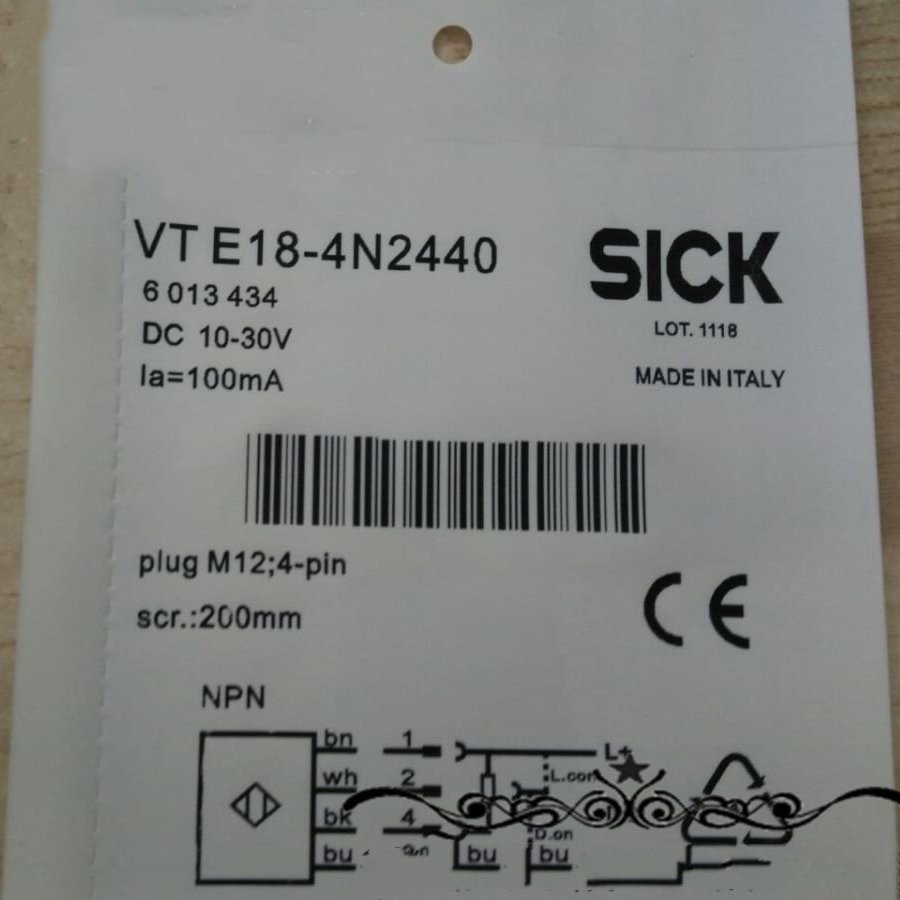 VT E18-4N2440
SICK
6 013 434
LOT. 1118
DC 10-30V
MADE IN ITALY
Ia=100mA
plug M12;4-pin
scr.:200mm
CE
NPN
bn 1 L+
wh 2 L.on
bk 4 D.on
bu bu bu